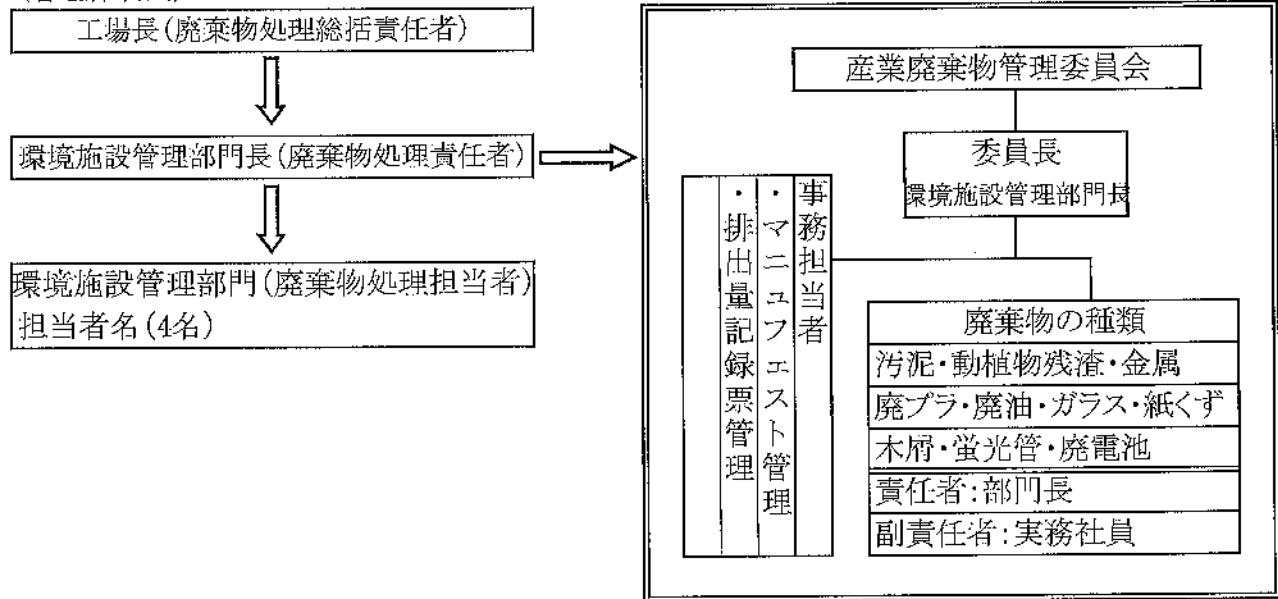 工場長(廃棄物処理総括責任者)
環境施設管理部門長(廃棄物処理責任者)
環境施設管理部門(廃棄物処理担当者)
担当者名(4名)
産業廃棄物管理委員会
委員長
環境施設管理部門長
事務担当者
・マニュフェスト管理
・排出量記録票管理
廃棄物の種類
汚泥・動植物残渣・金属
廃プラ・廃油・ガラス・紙くず
木屑・蛍光管・廃電池
責任者:部門長
副責任者:実務社員